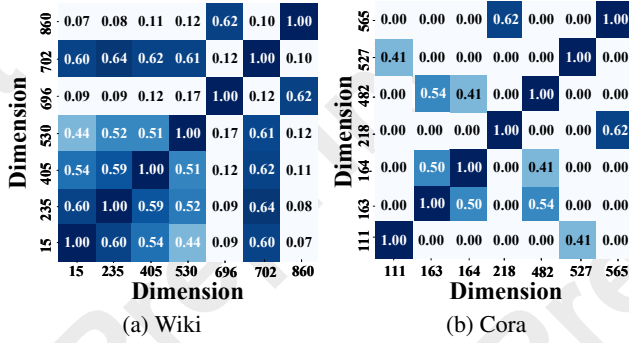 860 0.07 0.08 0.11 0.12 0.62 0.10 1.00
702 0.60 0.64 0.62 0.61 0.12 1.00 0.10
696 0.09 0.09 0.12 0.17 1.00 0.12 0.62
530 0.44 0.52 0.51 1.00 0.17 0.61 0.12
405 0.54 0.59 1.00 0.51 0.12 0.62 0.11
235 0.60 1.00 0.59 0.52 0.09 0.64 0.08
15 1.00 0.60 0.54 0.44 0.09 0.60 0.07
15 235 405 530 696 702 860
Dimension
Dimension
(a) Wiki
565 0.00 0.00 0.00 0.62 0.00 0.00 1.00
527 0.41 0.00 0.00 0.00 0.00 1.00 0.00
482 0.00 0.54 0.41 0.00 1.00 0.00 0.00
218 0.00 0.00 0.00 1.00 0.00 0.00 0.62
164 0.00 0.50 1.00 0.00 0.41 0.00 0.00
163 0.00 1.00 0.50 0.00 0.54 0.00 0.00
111 1.00 0.00 0.00 0.00 0.00 0.41 0.00
111 163 164 218 482 527 565
Dimension
Dimension
(b) Cora